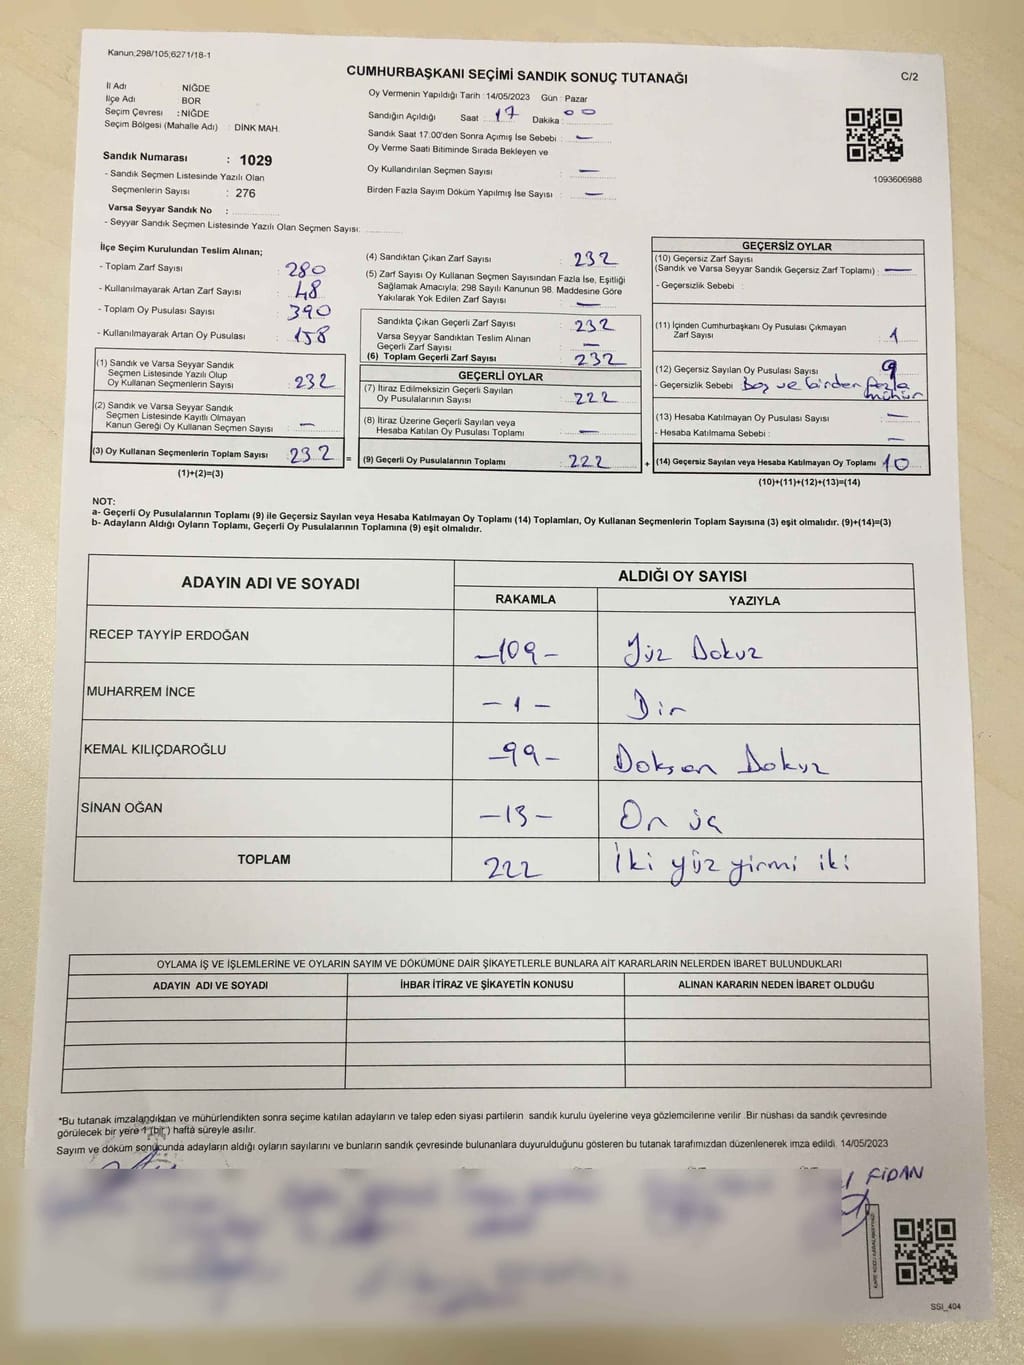 Kanun;298/105;6271/18-1
CUMHURBAŞKANI SEÇİMİ SANDIK SONUÇ TUTANAĞI
C/2
İl Adı NİĞDE
İlçe Adı BOR
Seçim Çevresi : NİĞDE
Seçim Bölgesi (Mahalle Adı) : DİNK MAH.
Sandık Numarası : 1029
- Sandık Seçmen Listesinde Yazılı Olan
Seçmenlerin Sayısı : 276
Varsa Seyyar Sandık No :
- Seyyar Sandık Seçmen Listesinde Yazılı Olan Seçmen Sayısı:
Oy Vermenin Yapıldığı Tarih : 14/05/2023 Gün : Pazar
Sandığın Açıldığı Saat : 17 Dakika : 00
Sandık Saat 17:00'den Sonra Açımış İse Sebebi : —
Oy Verme Saati Bitiminde Sırada Bekleyen ve
Oy Kullandırılan Seçmen Sayısı : —
Birden Fazla Sayım Döküm Yapılmış İse Sayısı : —
1093606988
İlçe Seçim Kurulundan Teslim Alınan;
- Toplam Zarf Sayısı : 280
- Kullanılmayarak Artan Zarf Sayısı : 48
- Toplam Oy Pusulası Sayısı : 390
- Kullanılmayarak Artan Oy Pusulası : 158
(1) Sandık ve Varsa Seyyar Sandık
Seçmen Listesinde Yazılı Olup
Oy Kullanan Seçmenlerin Sayısı : 232
(2) Sandık ve Varsa Seyyar Sandık
Seçmen Listesinde Kayıtlı Olmayan
Kanun Gereği Oy Kullanan Seçmen Sayısı : —
(3) Oy Kullanan Seçmenlerin Toplam Sayısı 232
(1)+(2)=(3)
(4) Sandıktan Çıkan Zarf Sayısı : 232
(5) Zarf Sayısı Oy Kullanan Seçmen Sayısından Fazla İse, Eşitliği
Sağlamak Amacıyla; 298 Sayılı Kanunun 98. Maddesine Göre
Yakılarak Yok Edilen Zarf Sayısı : —
Sandıkta Çıkan Geçerli Zarf Sayısı : 232
Varsa Seyyar Sandıktan Teslim Alınan
Geçerli Zarf Sayısı : —
(6) Toplam Geçerli Zarf Sayısı : 232
GEÇERLİ OYLAR
(7) İtiraz Edilmeksizin Geçerli Sayılan
Oy Pusulalarının Sayısı : 222
(8) İtiraz Üzerine Geçerli Sayılan veya
Hesaba Katılan Oy Pusulası Toplamı : —
= (9) Geçerli Oy Pusulalarının Toplamı : 222
GEÇERSİZ OYLAR
(10) Geçersiz Zarf Sayısı
(Sandık ve Varsa Seyyar Sandık Geçersiz Zarf Toplamı) : —
- Geçersizlik Sebebi :
(11) İçinden Cumhurbaşkanı Oy Pusulası Çıkmayan
Zarf Sayısı : 1
(12) Geçersiz Sayılan Oy Pusulası Sayısı : 9
- Geçersizlik Sebebi Boş ve birden fazla
mühür
(13) Hesaba Katılmayan Oy Pusulası Sayısı : —
- Hesaba Katılmama Sebebi : —
+ (14) Geçersiz Sayılan veya Hesaba Katılmayan Oy Toplamı : 10
(10)+(11)+(12)+(13)=(14)
NOT:
a- Geçerli Oy Pusulalarının Toplamı (9) ile Geçersiz Sayılan veya Hesaba Katılmayan Oy Toplamı (14) Toplamları, Oy Kullanan Seçmenlerin Toplam Sayısına (3) eşit olmalıdır. (9)+(14)=(3)
b- Adayların Aldığı Oyların Toplamı, Geçerli Oy Pusulalarının Toplamına (9) eşit olmalıdır.
ADAYIN ADI VE SOYADI ALDIĞI OY SAYISI
RAKAMLA YAZIYLA
RECEP TAYYİP ERDOĞAN –109– Yüz Dokuz
MUHARREM İNCE –1– Bir
KEMAL KILIÇDAROĞLU –99– Doksan Dokuz
SİNAN OĞAN –13– On üç
TOPLAM 222 İki yüz yirmi iki
OYLAMA İŞ VE İŞLEMLERİNE VE OYLARIN SAYIM VE DÖKÜMÜNE DAİR ŞİKAYETLERLE BUNLARA AİT KARARLARIN NELERDEN İBARET BULUNDUKLARI
ADAYIN ADI VE SOYADI İHBAR İTİRAZ VE ŞİKAYETİN KONUSU ALINAN KARARIN NEDEN İBARET OLDUĞU
*Bu tutanak imzalandıktan ve mühürlendikten sonra seçime katılan adayların ve talep eden siyasi partilerin sandık kurulu üyelerine veya gözlemcilerine verilir. Bir nüshası da sandık çevresinde
görülecek bir yere 1 (bir) hafta süreyle asılır.
Sayım ve döküm sonucunda adayların aldığı oyların sayılarını ve bunların sandık çevresinde bulunanlara duyurulduğunu gösteren bu tutanak tarafımızdan düzenlenerek imza edildi. 14/05/2023
FİDAN
SSI_404